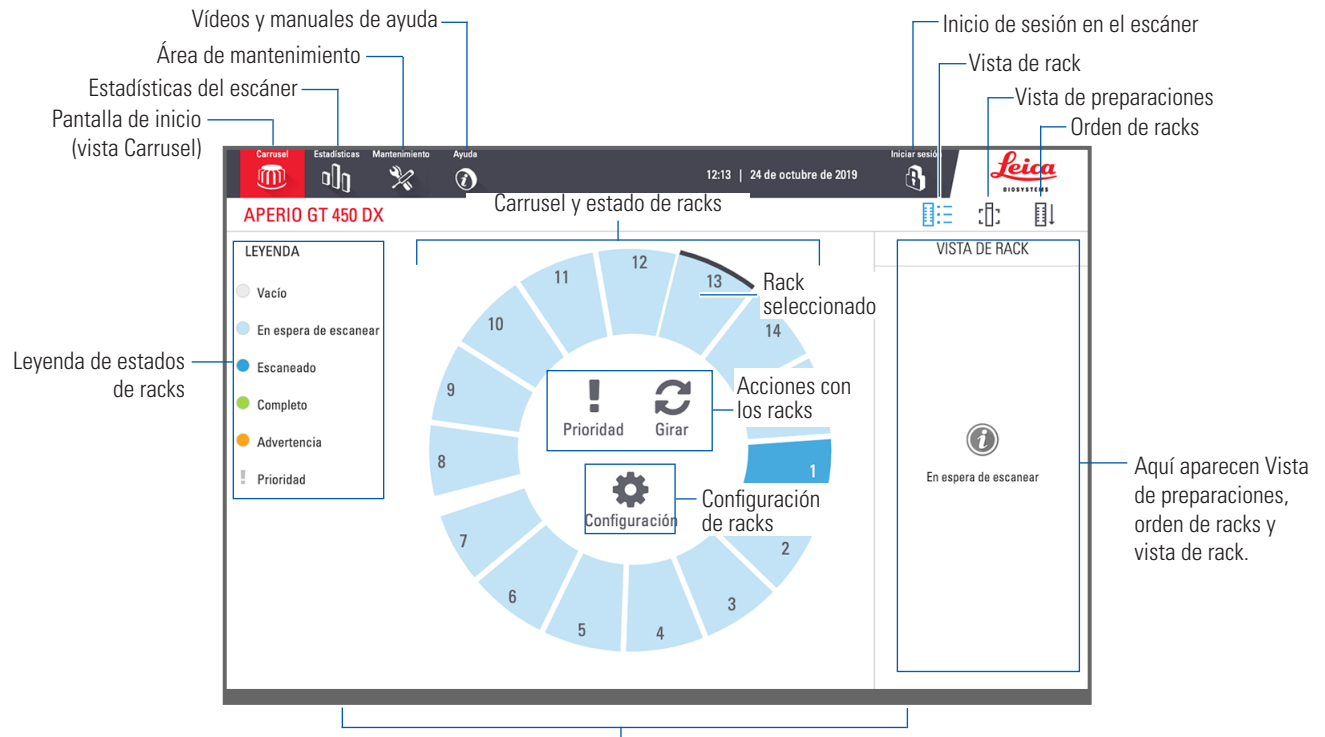 Vídeos y manuales de ayuda
Inicio de sesión en el escáner
Área de mantenimiento
Vista de rack
Estadísticas del escáner
Vista de preparaciones
Pantalla de inicio
(vista Carrusel)
Orden de racks
Carrusel
Estadísticas
Mantenimiento
Ayuda
12:13 | 24 de octubre de 2019
Iniciar sesión
Leica
BIOSYSTEMS
APERIO GT 450 DX
Carrusel y estado de racks
LEYENDA
Vacío
En espera de escanear
Escaneado
Completo
Advertencia
Prioridad
Leyenda de estados
de racks
12
11
13
Rack
seleccionado
10
14
9
Prioridad
Girar
Acciones con
los racks
8
1
Configuración
Configuración
de racks
7
2
6
3
5
4
VISTA DE RACK
En espera de escanear
Aquí aparecen Vista
de preparaciones,
orden de racks y
vista de rack.